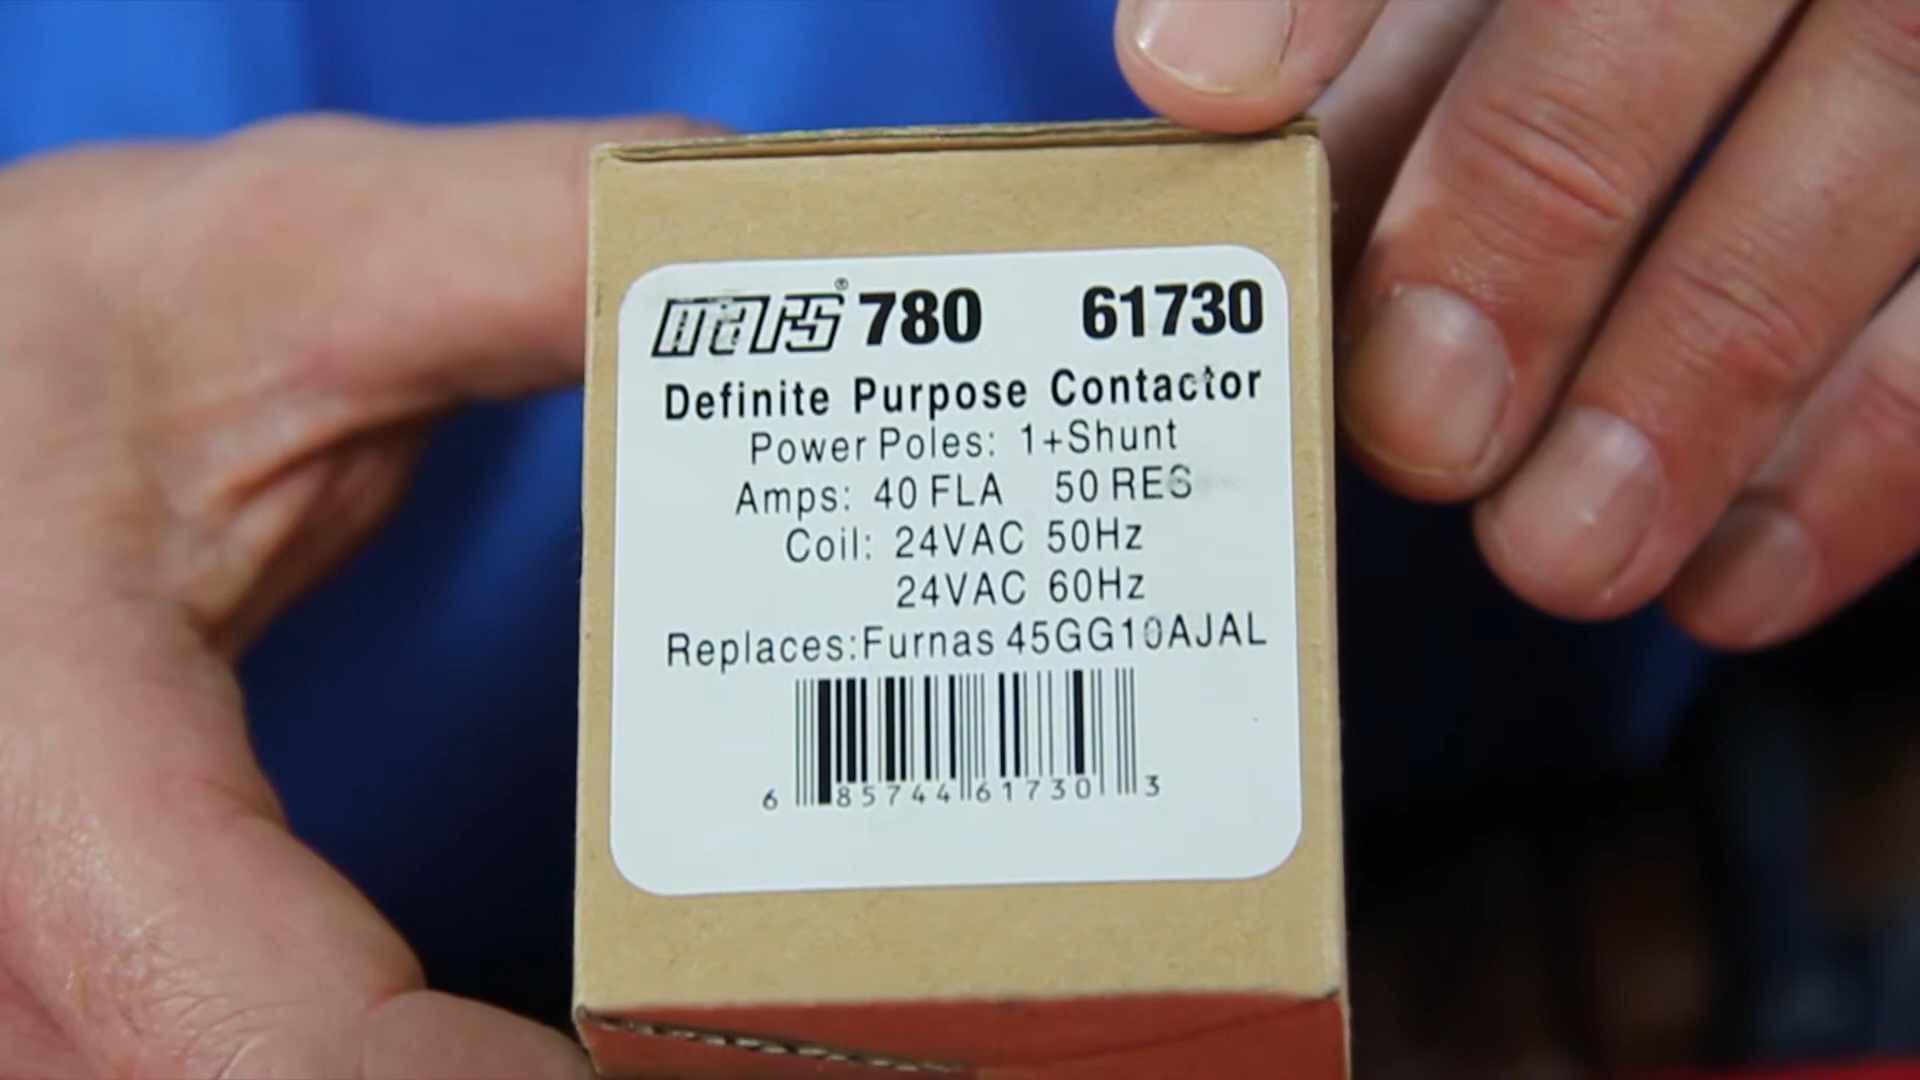 mars® 780 61730
Definite Purpose Contactor
Power Poles: 1+Shunt
Amps: 40 FLA 50 RES
Coil: 24VAC 50Hz
24VAC 60Hz
Replaces:Furnas 45GG10AJAL
6 85744 61730 3